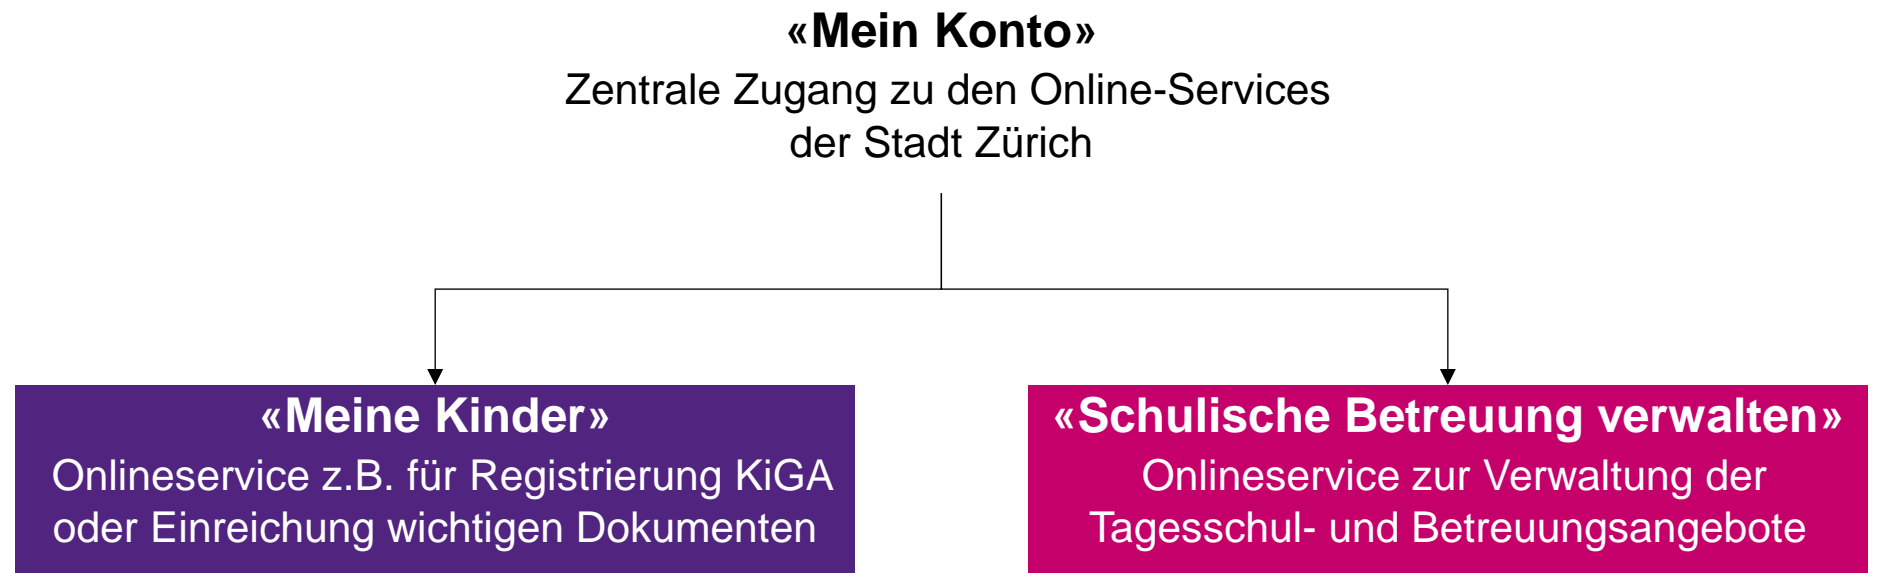 «Mein Konto»
Zentrale Zugang zu den Online-Services
der Stadt Zürich
«Meine Kinder»
Onlineservice z.B. für Registrierung KiGA
oder Einreichung wichtigen Dokumenten
«Schulische Betreuung verwalten»
Onlineservice zur Verwaltung der
Tagesschul- und Betreuungsangebote